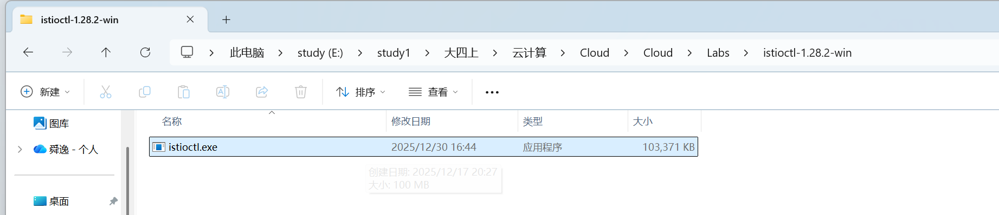 istioctl-1.28.2-win
此电脑 study (E:) study1 大四上 云计算 Cloud Cloud Labs istioctl-1.28.2-win
新建 排序 查看
图库
舜逸 - 个人
桌面
名称 修改日期 类型 大小
istioctl.exe 2025/12/30 16:44 应用程序 103,371 KB
创建日期: 2025/12/17 20:27
大小: 100 MB